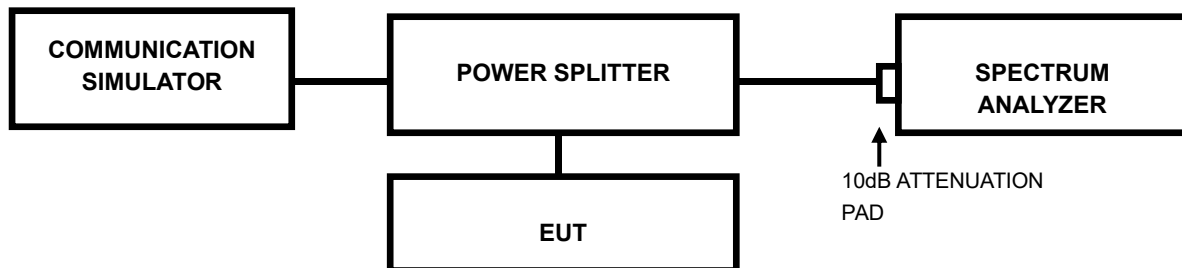 COMMUNICATION
SIMULATOR
POWER SPLITTER
SPECTRUM
ANALYZER
10dB ATTENUATION
PAD
EUT